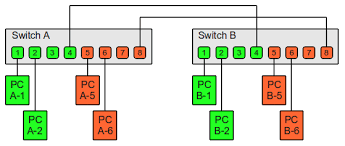 Switch A
Switch B
1 2 3 4 5 6 7 8
1 2 3 4 5 6 7 8
PC A-1
PC A-5
PC B-1
PC B-5
PC A-2
PC A-6
PC B-2
PC B-6